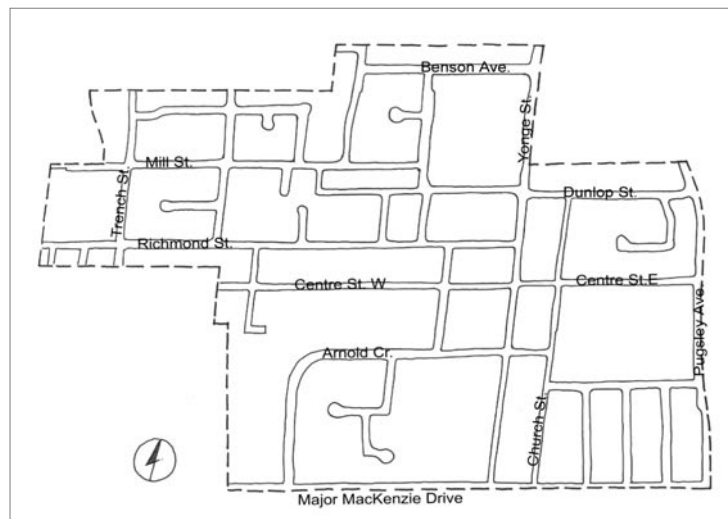 Benson Ave.
Yonge St.
Mill St.
Trench St.
Dunlop St.
Richmond St.
Centre St. W
Centre St.E
Pugsley Ave.
Arnold Cr.
Church St.
Major MacKenzie Drive